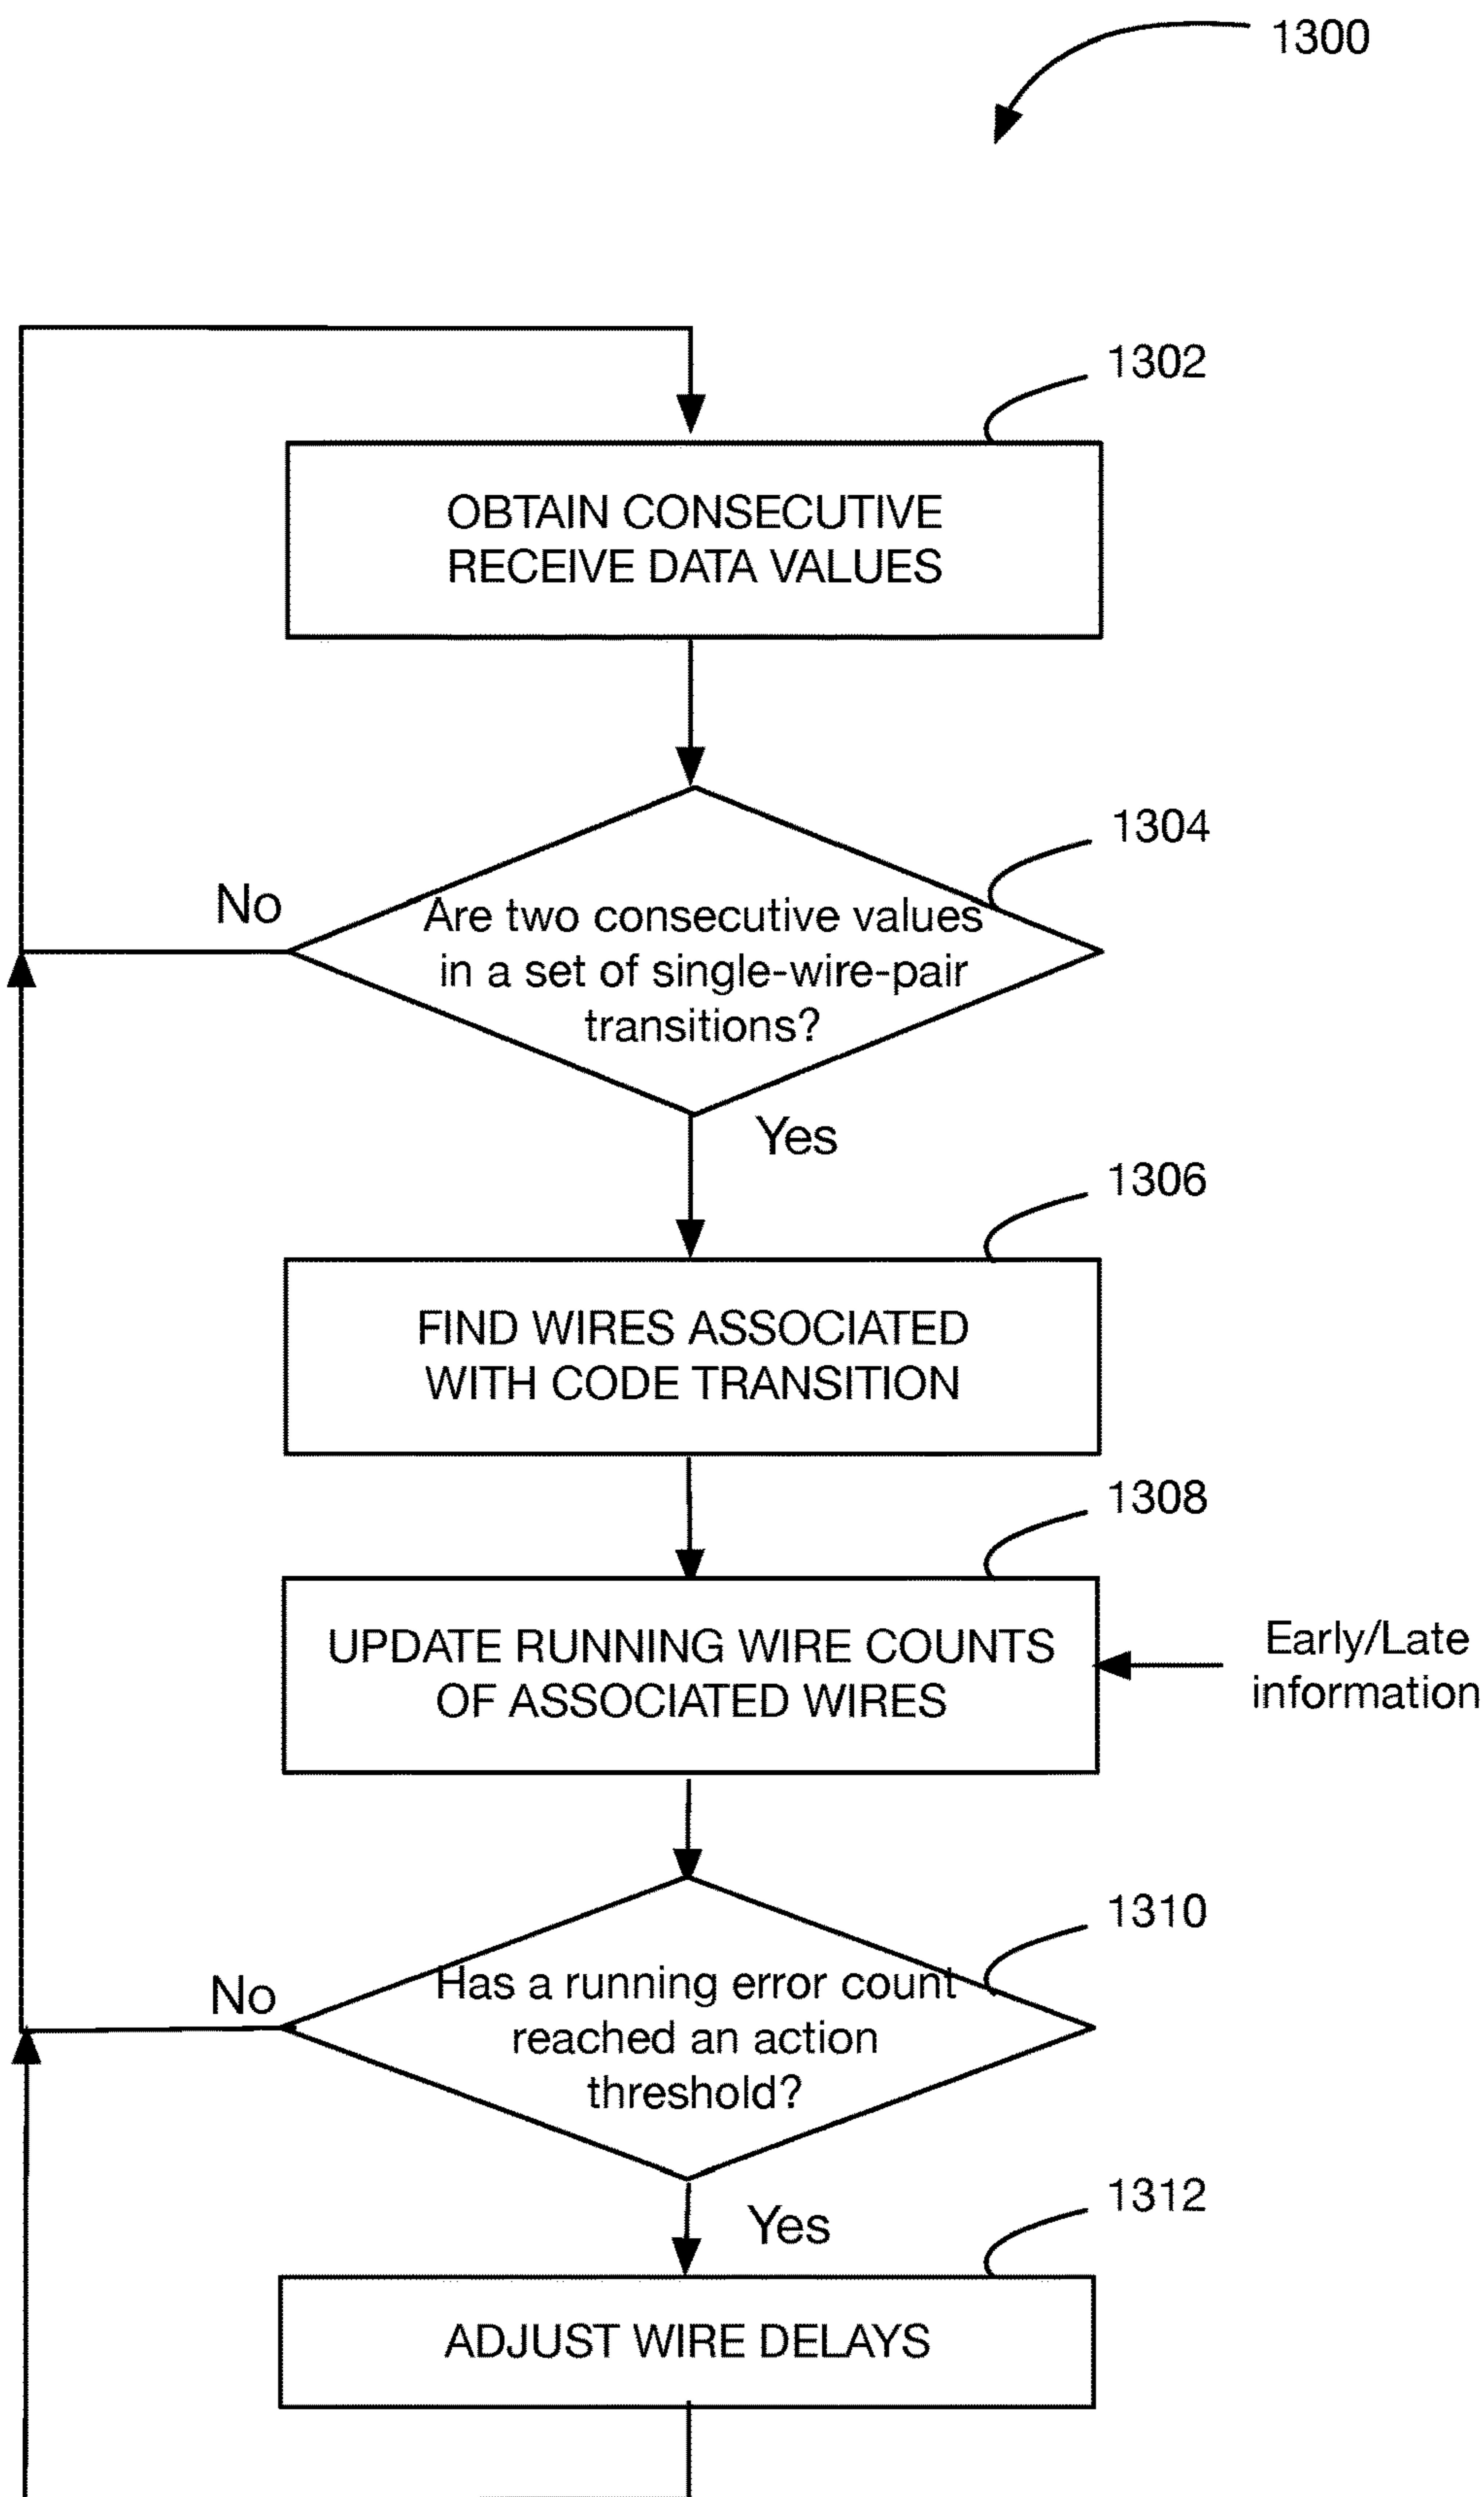 1300
1302
OBTAIN CONSECUTIVE
RECEIVE DATA VALUES
1304
No
Are two consecutive values
in a set of single-wire-pair
transitions?
Yes
1306
FIND WIRES ASSOCIATED
WITH CODE TRANSITION
1308
UPDATE RUNNING WIRE COUNTS
OF ASSOCIATED WIRES
Early/Late
information
1310
No
Has a running error count
reached an action
threshold?
Yes
1312
ADJUST WIRE DELAYS